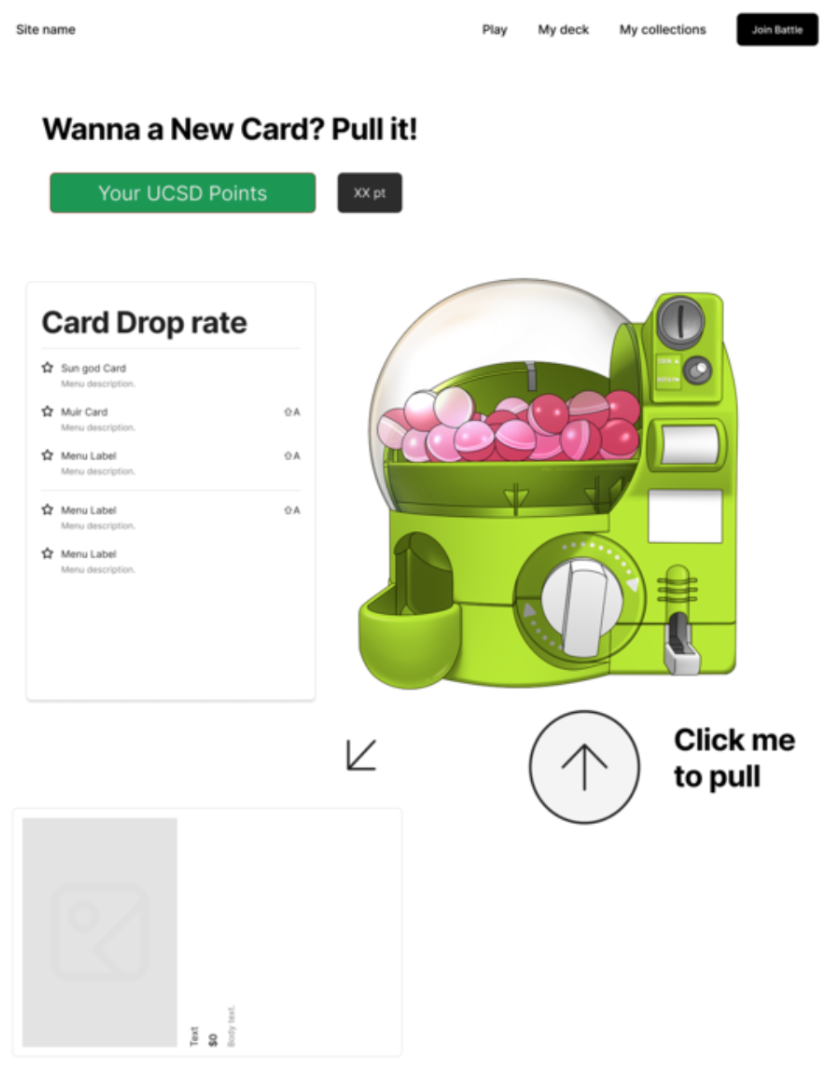 Site name
Play
My deck
My collections
Join Battle
Wanna a New Card? Pull it!
Your UCSD Points
XX pt
Card Drop rate
Sun god Card
Menu description.
Muir Card
⇧A
Menu description.
Menu Label
⇧A
Menu description.
Menu Label
⇧A
Menu description.
Menu Label
Menu description.
Click me
to pull
Text
$0
Body text.